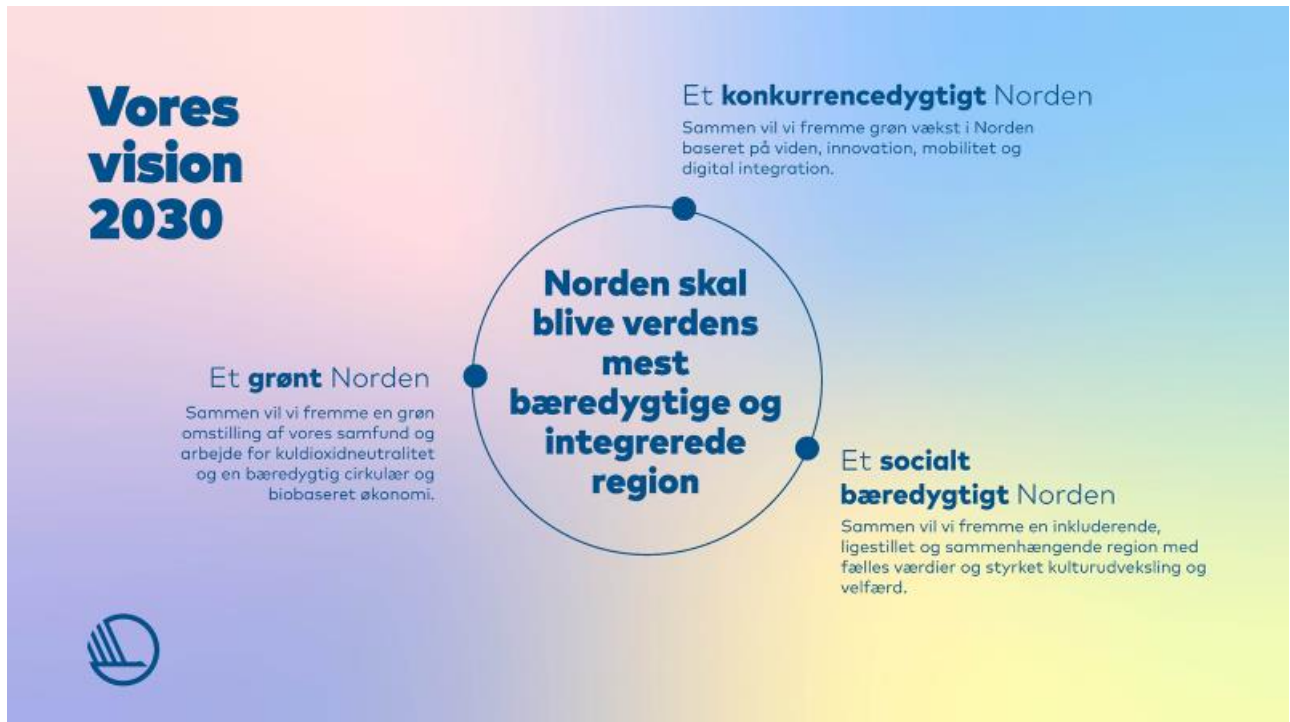 Vores
vision
2030
Et konkurrencedygtigt Norden
Sammen vil vi fremme grøn vækst i Norden
baseret på viden, innovation, mobilitet og
digital integration.
Norden skal
blive verdens
mest
bæredygtige og
integrerede
region
Et grønt Norden
Sammen vil vi fremme en grøn
omstilling af vores samfund og
arbejde for kuldioxidneutralitet
og en bæredygtig cirkulær og
biobaseret økonomi.
Et socialt
bæredygtigt Norden
Sammen vil vi fremme en inkluderende,
ligestillet og sammenhængende region med
fælles værdier og styrket kulturudveksling og
velfærd.